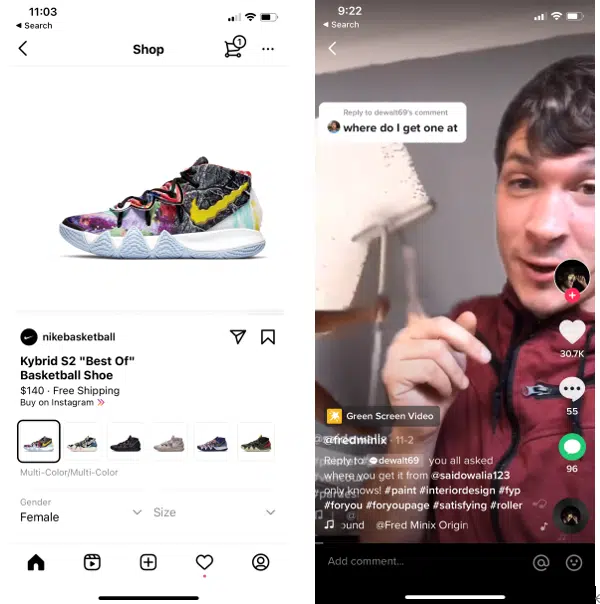 11:03
◀ Search
Shop
1
nikebasketball
Kybrid S2 "Best Of"
Basketball Shoe
$140 · Free Shipping
Buy on Instagram
Multi-Color/Multi-Color
Gender
Female
Size
9:22
◀ Search
Reply to dewalt69's comment
where do I get one at
30.7K
55
96
Green Screen Video
@fredminix · 11-2
Reply to dewalt69 you all asked
where you get it from @saidowalia123
only knows! #paint #interiordesign #fyp
#foryou #foryoupage #satisfying #roller
ound @Fred Minix Origin
Add comment...